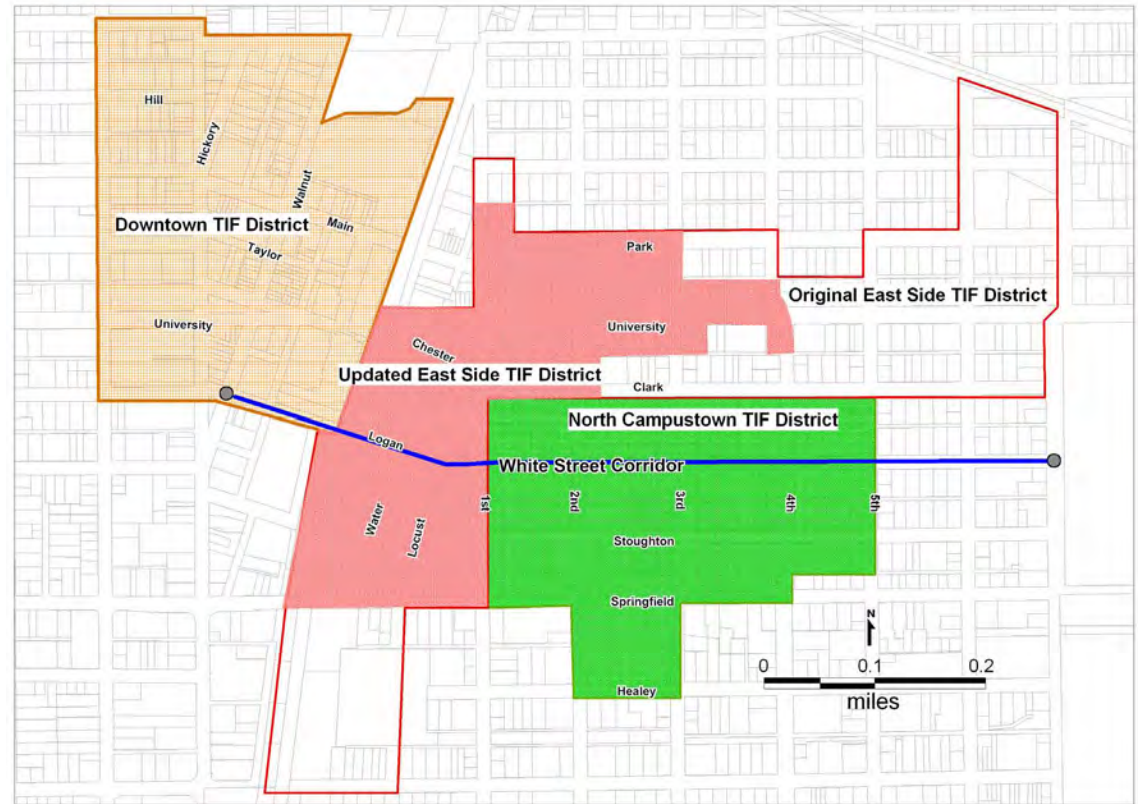 Hill
Hickory
Walnut
Downtown TIF District
Main
Taylor
Park
Original East Side TIF District
University
University
Chester
Updated East Side TIF District
Clark
North Campustown TIF District
Logan
White Street Corridor
1st
2nd
3rd
4th
5th
Water
Locust
Stoughton
Springfield
N
0 0.1 0.2
miles
Healey